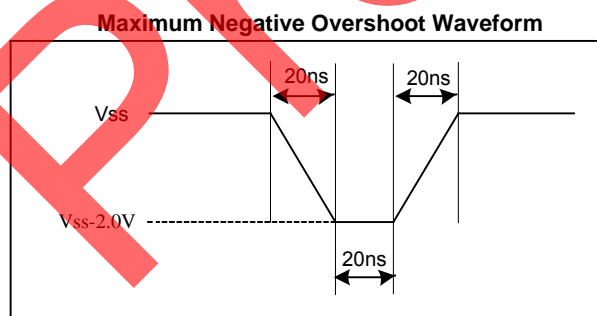 Maximum Negative Overshoot Waveform
20ns 20ns
Vss
Vss-2.0V
20ns